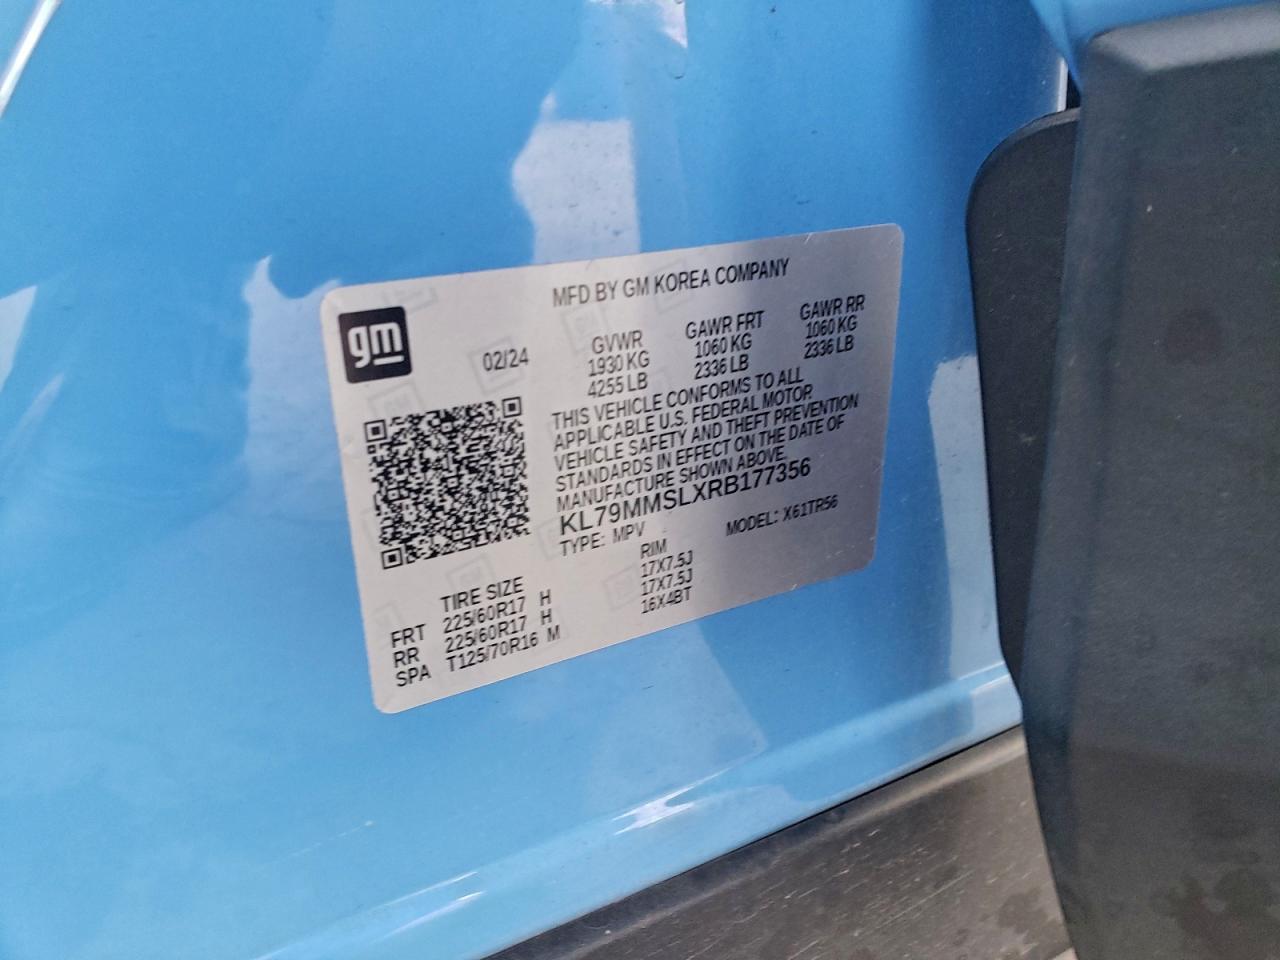 gm
MFD BY GM KOREA COMPANY
02/24
GVWR GAWR FRT GAWR RR
1930 KG 1060 KG 1060 KG
4255 LB 2336 LB 2336 LB
THIS VEHICLE CONFORMS TO ALL
APPLICABLE U.S. FEDERAL MOTOR
VEHICLE SAFETY AND THEFT PREVENTION
STANDARDS IN EFFECT ON THE DATE OF
MANUFACTURE SHOWN ABOVE.
KL79MMSLXRB177356
TYPE: MPV MODEL: X61TR56
TIRE SIZE RIM
FRT 225/60R17 H 17X7.5J
RR 225/60R17 H 17X7.5J
SPA T125/70R16 M 16X4BT